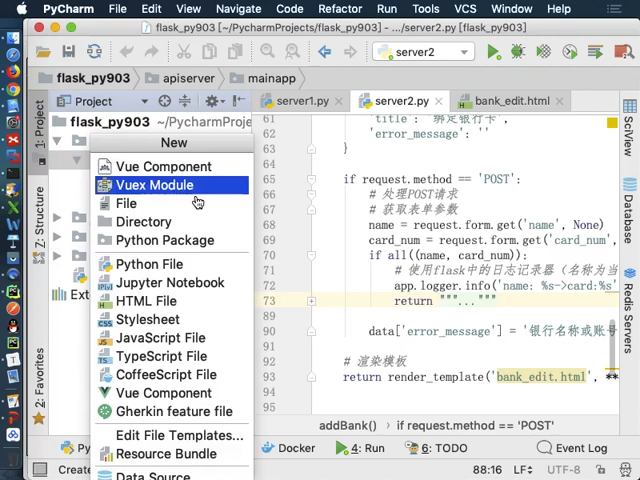 PyCharm File Edit View Navigate Code Refactor Run Tools VCS Window Help
flask_py903 [~/PycharmProjects/flask_py903] - .../server2.py [flask_py903]
server2
flask_py903 apiserver mainapp
1: Project
Z: Structure
2: Favorites
Project
flask_py903 ~/PycharmProje
Ext
New
Vue Component
Vuex Module
File
Directory
Python Package
Python File
Jupyter Notebook
HTML File
Stylesheet
JavaScript File
TypeScript File
CoffeeScript File
Vue Component
Gherkin feature file
Edit File Templates...
Resource Bundle
Data Source
server1.py server2.py bank_edit.html
61 'title': '绑定银行卡',
62 'error_message': ''
63 }
64
65 if request.method == 'POST':
66 # 处理POST请求
67 # 获取表单参数
68 name = request.form.get('name', None)
69 card_num = request.form.get('card_num',
70 if all((name, card_num)):
71 # 使用flask中的日志记录器（名称为当
72 app.logger.info('name: %s->card:%s'
73 return """..."""
89
90 data['error_message'] = '银行名称或账号
91
92 # 渲染模板
93 return render_template('bank_edit.html', **
94
95
addBank() if request.method == 'POST'
SciView
Database
Redis Servers
Py Docker 4: Run 6: TODO Event Log
Create 88:16 LF UTF-8